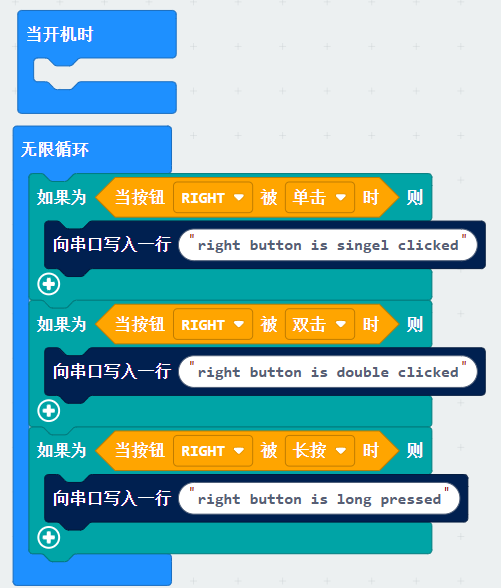 当开机时
无限循环
如果为 当按钮 RIGHT 被 单击 时 则
向串口写入一行 "right button is singel clicked"
如果为 当按钮 RIGHT 被 双击 时 则
向串口写入一行 "right button is double clicked"
如果为 当按钮 RIGHT 被 长按 时 则
向串口写入一行 "right button is long pressed"